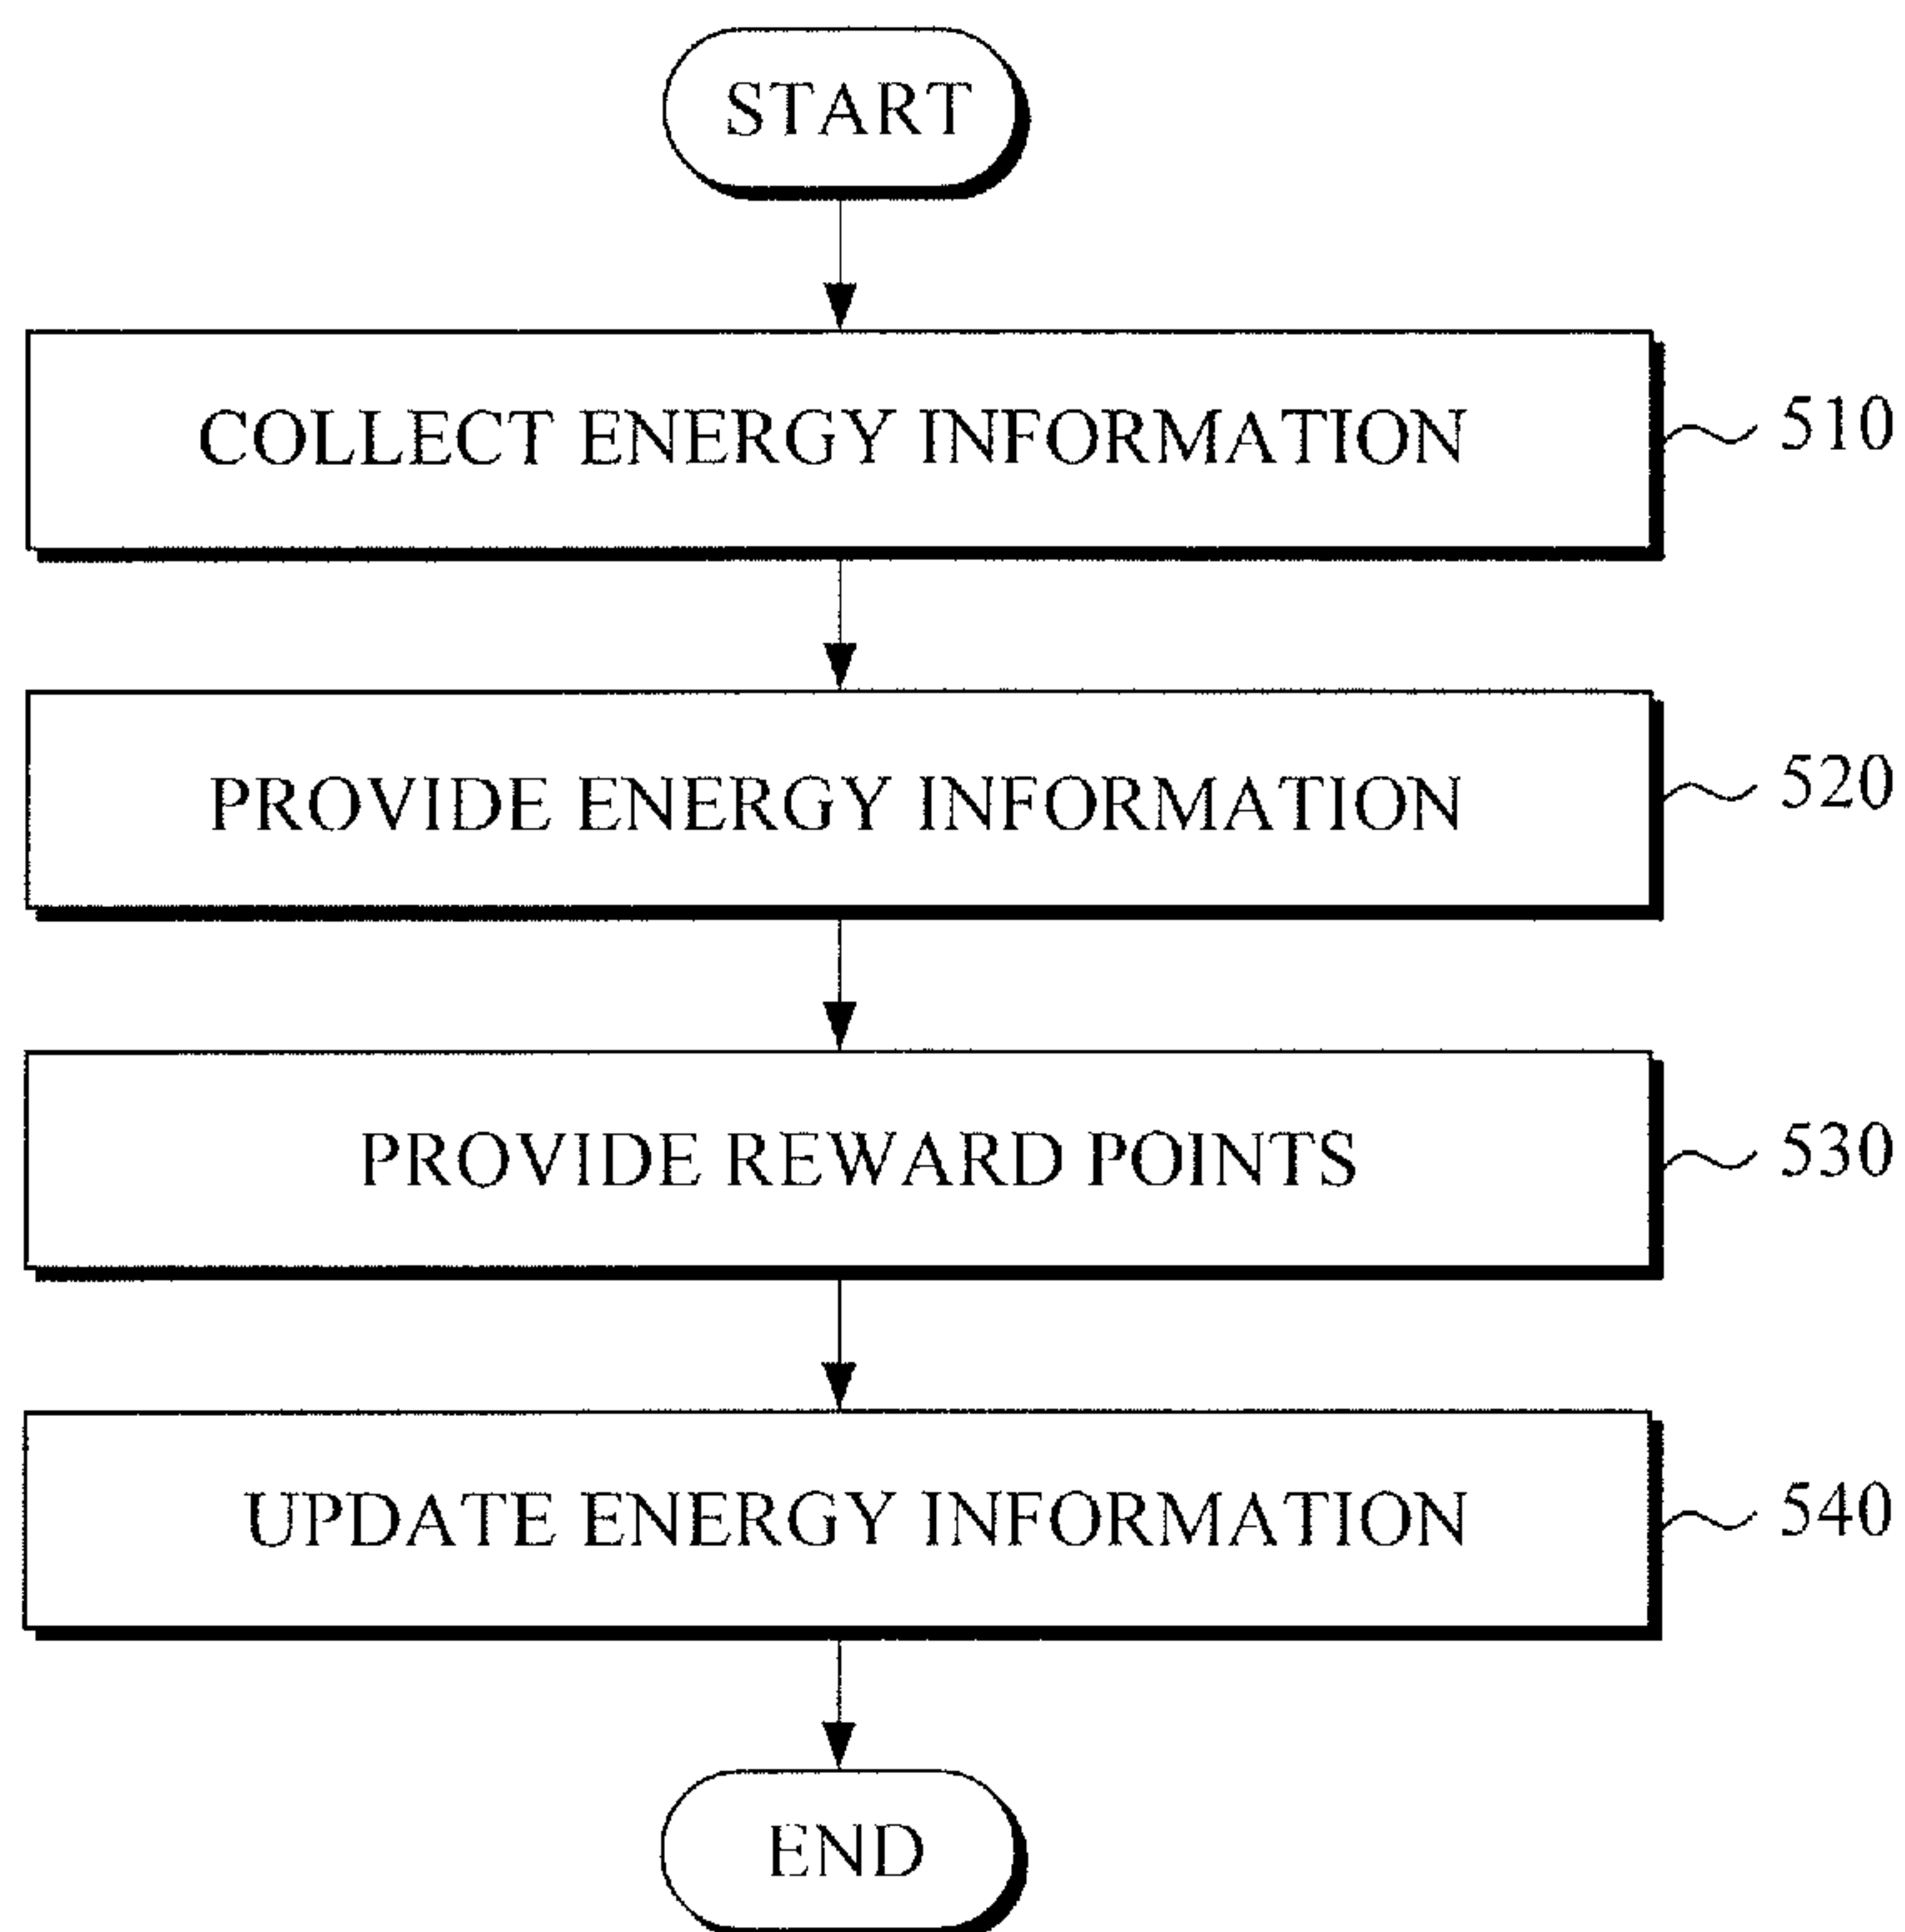 START
COLLECT ENERGY INFORMATION
510
PROVIDE ENERGY INFORMATION
520
PROVIDE REWARD POINTS
530
UPDATE ENERGY INFORMATION
540
END